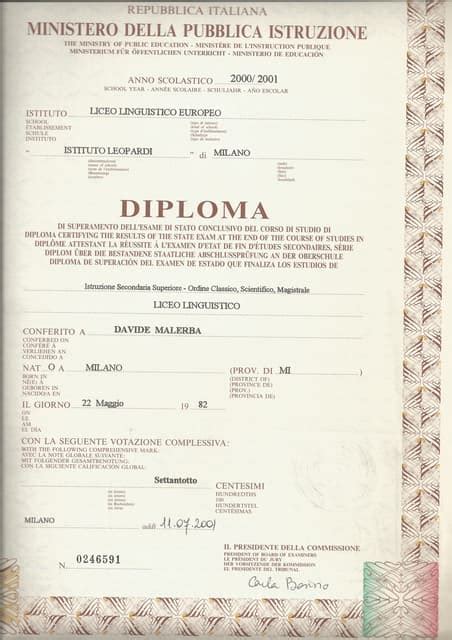 REPUBBLICA ITALIANA
MINISTERO DELLA PUBBLICA ISTRUZIONE
THE MINISTRY OF PUBLIC EDUCATION - MINISTÈRE DE L'INSTRUCTION PUBLIQUE
MINISTERIUM FÜR ÖFFENTLICHEN UNTERRICHT - MINISTERIO DE EDUCACIÓN
ANNO SCOLASTICO 2000/2001
SCHOOL YEAR - ANNÉE SCOLAIRE - SCHULJAHR - AÑO ESCOLAR
ISTITUTO LICEO LINGUISTICO EUROPEO
SCHOOL
ÉTABLISSEMENT
SCHULE
INSTITUTO
" ISTITUTO LEOPARDI " di MILANO
DIPLOMA
DI SUPERAMENTO DELL'ESAME DI STATO CONCLUSIVO DEL CORSO DI STUDIO DI
DIPLOMA CERTIFYING THE RESULTS OF THE STATE EXAM AT THE END OF THE COURSE OF STUDIES IN
DIPLÔME ATTESTANT LA RÉUSSITE À L'EXAMEN D'ETAT DE FIN D'ÉTUDES SECONDAIRES, SÉRIE
DIPLOM ÜBER DIE BESTANDENE STAATLICHE ABSCHLUSSPRÜFUNG AN DER OBERSCHULE
DIPLOMA DE SUPERACIÓN DEL EXAMEN DE ESTADO QUE FINALIZA LOS ESTUDIOS DE
Istruzione Secondaria Superiore - Ordine Classico, Scientifico, Magistrale
LICEO LINGUISTICO
CONFERITO A DAVIDE MALERBA
CONFERRED ON
CONFÉRÉ À
VERLIEHEN AN
CONCEDIDO A
NAT O A MILANO (PROV. DI MI )
BORN IN (DISTRICT OF)
NÉ(E) À (PROVINCE DE)
GEBOREN IN (PROV.)
NACIDO/A EN (PROVINCIA DE)
IL GIORNO 22 Maggio 19 82
ON
LE
AM
EL DÍA
CON LA SEGUENTE VOTAZIONE COMPLESSIVA:
WITH THE FOLLOWING COMPREHENSIVE MARK:
AVEC LA NOTE GLOBALE SUIVANTE:
MIT FOLGENDER GESAMTBENOTUNG:
CON LA SIGUIENTE CALIFICACIÓN GLOBAL:
Settantotto CENTESIMI
HUNDREDTHS
100
HUNDERTSTEL
CENTÉSIMAS
MILANO addì 11.07.2001
IL PRESIDENTE DELLA COMMISSIONE
PRESIDENT OF BOARD OF EXAMINERS
LE PRÉSIDENT DU JURY
DER VORSITZENDE DER KOMMISSION
EL PRESIDENTE DEL TRIBUNAL
N. 0246591
Carla